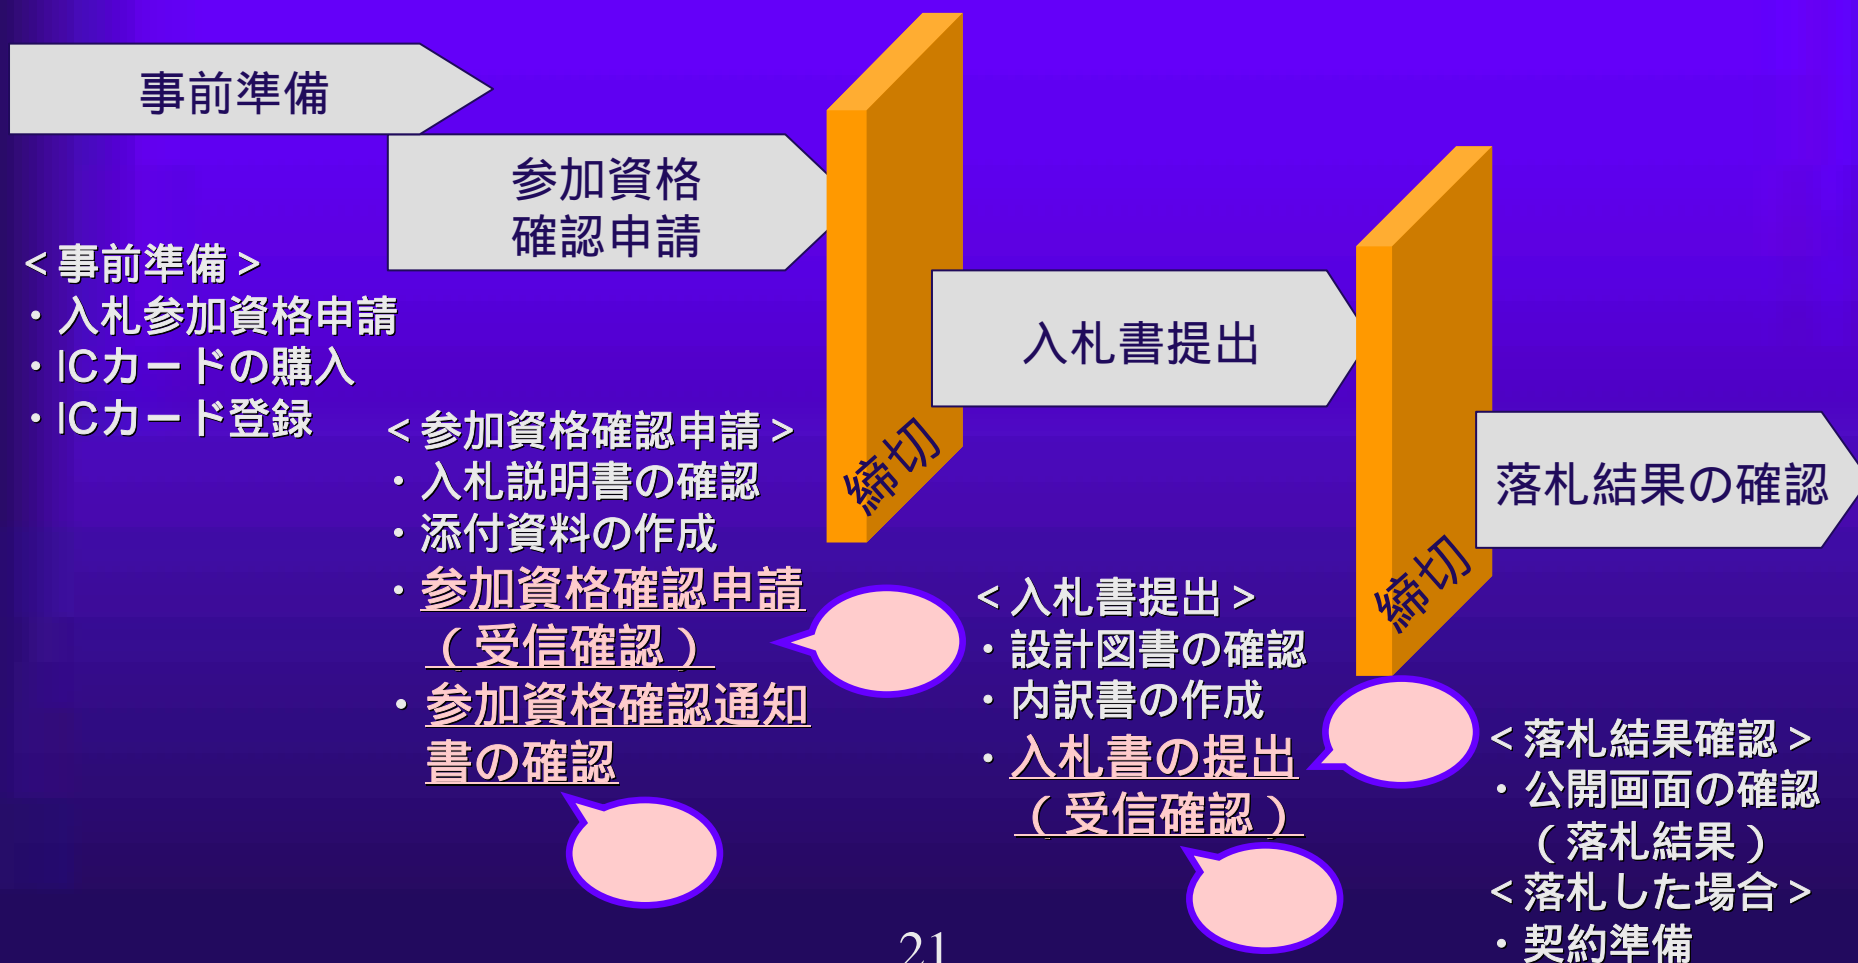 事前準備
参加資格
確認申請
入札書提出
落札結果の確認
締切
締切
＜事前準備＞
・入札参加資格申請
・ICカードの購入
・ICカード登録
＜参加資格確認申請＞
・入札説明書の確認
・添付資料の作成
・参加資格確認申請
（受信確認）
・参加資格確認通知
書の確認
＜入札書提出＞
・設計図書の確認
・内訳書の作成
・入札書の提出
（受信確認）
＜落札結果確認＞
・公開画面の確認
（落札結果）
＜落札した場合＞
・契約準備
21